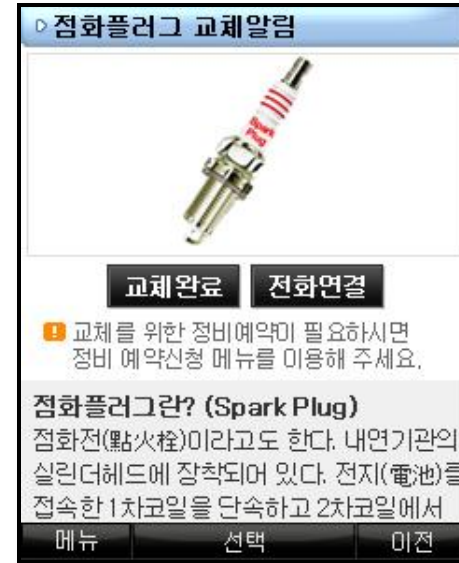 ▷점화플러그 교체알림
Spark
Plug
교체완료 전화연결
! 교체를 위한 정비예약이 필요하시면
정비 예약신청 메뉴를 이용해 주세요.
점화플러그란? (Spark Plug)
점화전(點火栓)이라고도 한다. 내연기관의
실린더헤드에 장착되어 있다. 전지(電池)를
접속한 1차코일을 단속하고 2차코일에서
메뉴 선택 이전